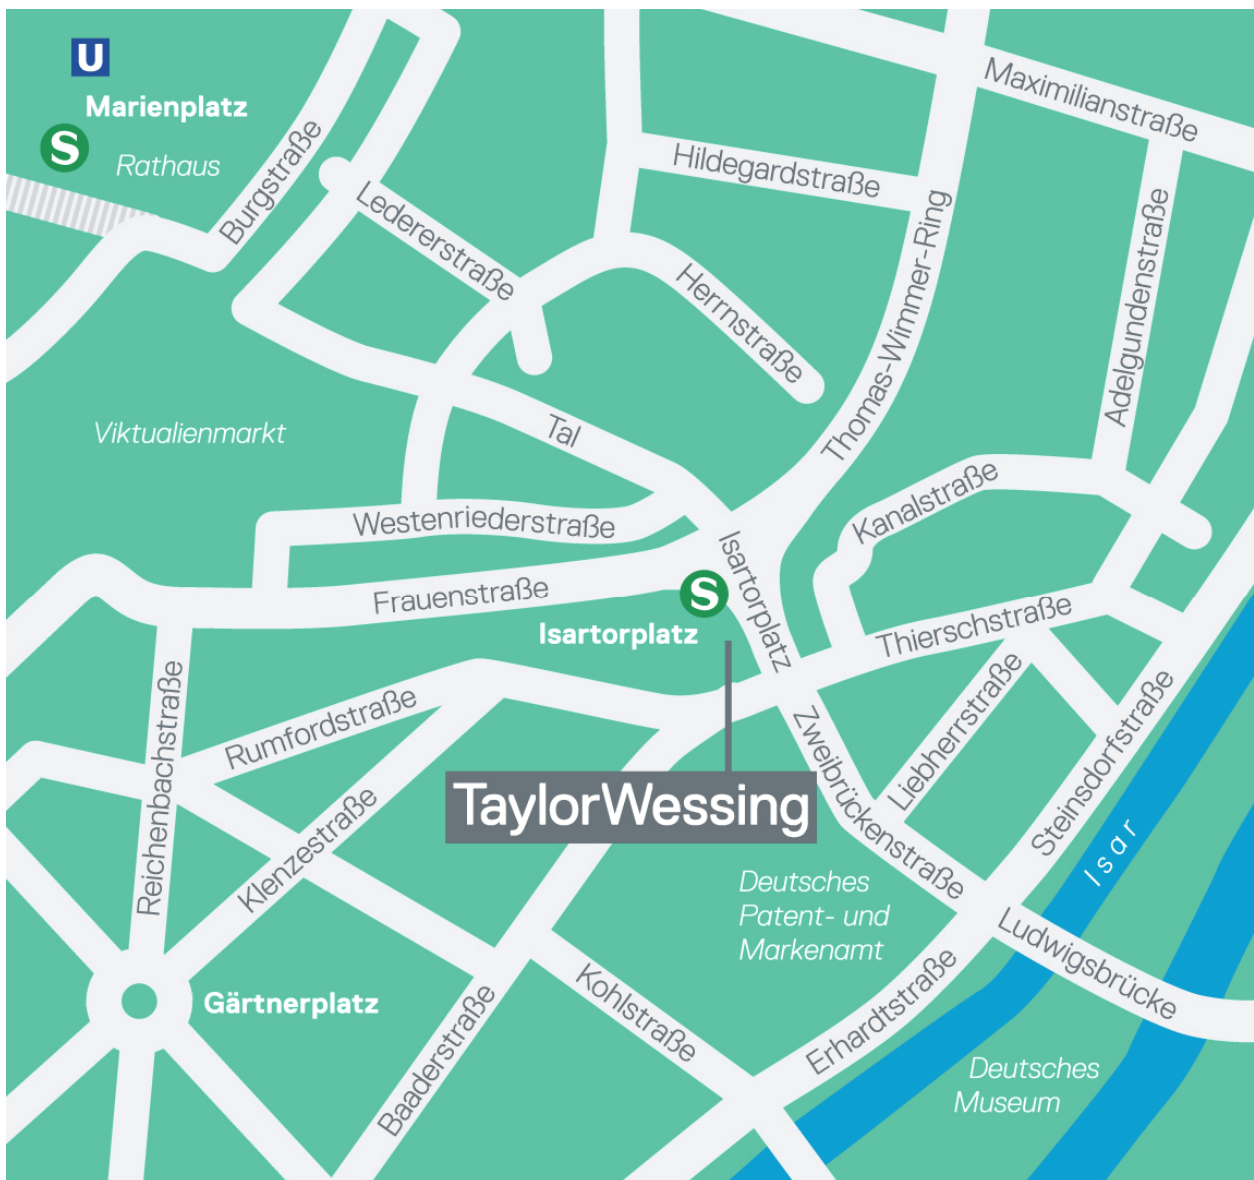 U
Marienplatz
S
Rathaus
Burgstraße
Maximilianstraße
Hildegardstraße
Ledererstraße
Herrnstraße
Thomas-Wimmer-Ring
Adelgundenstraße
Viktualienmarkt
Tal
Kanalstraße
Westenriederstraße
Isartorplatz
Frauenstraße
S
Isartorplatz
Thierschstraße
Reichenbachstraße
Rumfordstraße
Liebherrstraße
Steinsdorfstraße
Zweibrückenstraße
TaylorWessing
Klenzestraße
Isar
Deutsches
Patent- und
Markenamt
Ludwigsbrücke
Gärtnerplatz
Kohlstraße
Erhardtstraße
Baaderstraße
Deutsches
Museum